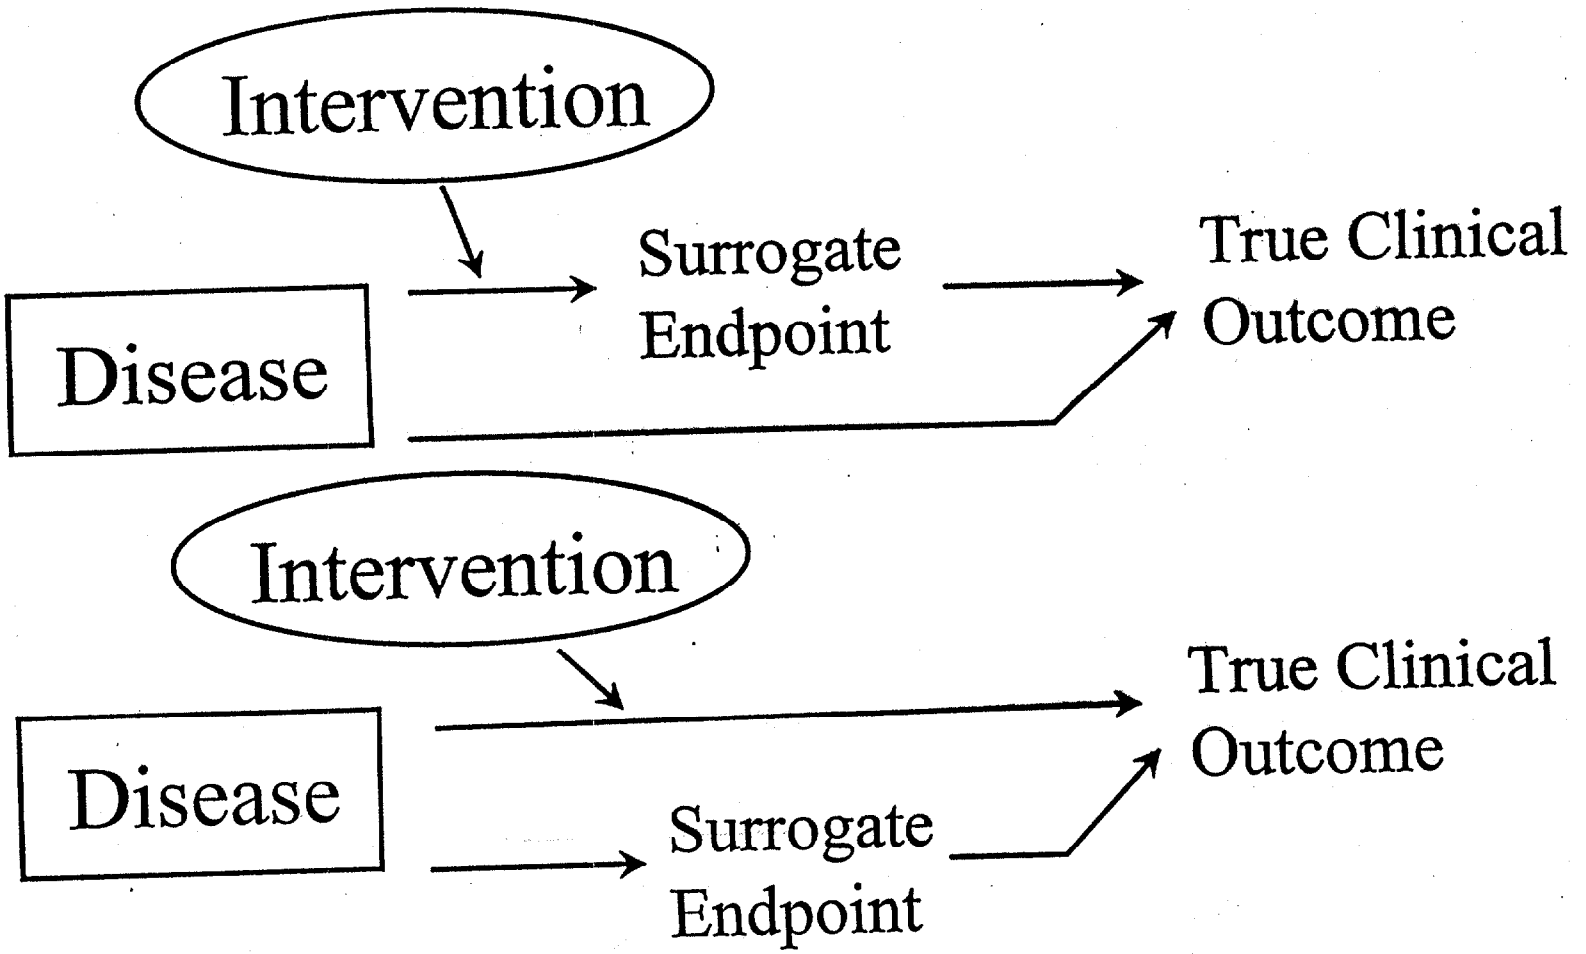 Intervention
Surrogate
Endpoint
True Clinical
Outcome
Disease
Intervention
True Clinical
Outcome
Disease
Surrogate
Endpoint